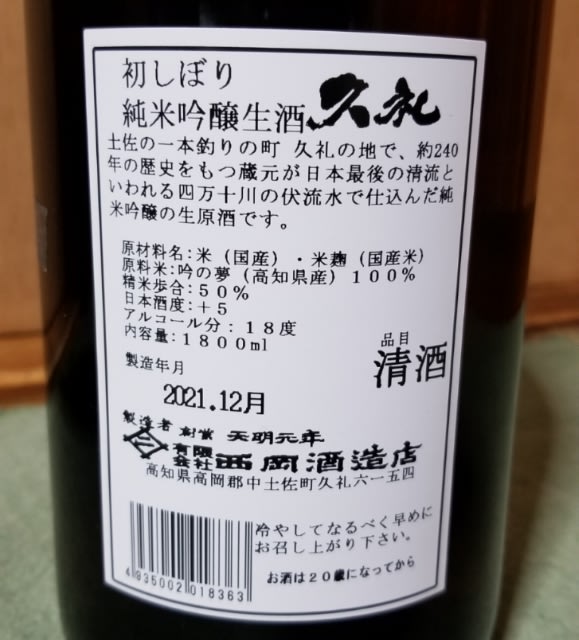 初しぼり
純米吟醸生酒 久礼
土佐の一本釣りの町 久礼の地で、約240
年の歴史をもつ蔵元が日本最後の清流と
いわれる四万十川の伏流水で仕込んだ純
米吟醸の生原酒です。
原材料名：米（国産）・米麹（国産米）
原料米：吟の夢（高知県産）１００％
精米歩合：５０％
日本酒度：＋５
アルコール分：１８度
内容量：１８００ml
品目
清酒
製造年月
2021.12月
製造者 創業 天明元年
有限会社 西岡酒造店
高知県高岡郡中土佐町久礼六ー一五四
冷やしてなるべく早めに
お召し上がり下さい。
お酒は２０歳になってから
4935002018363